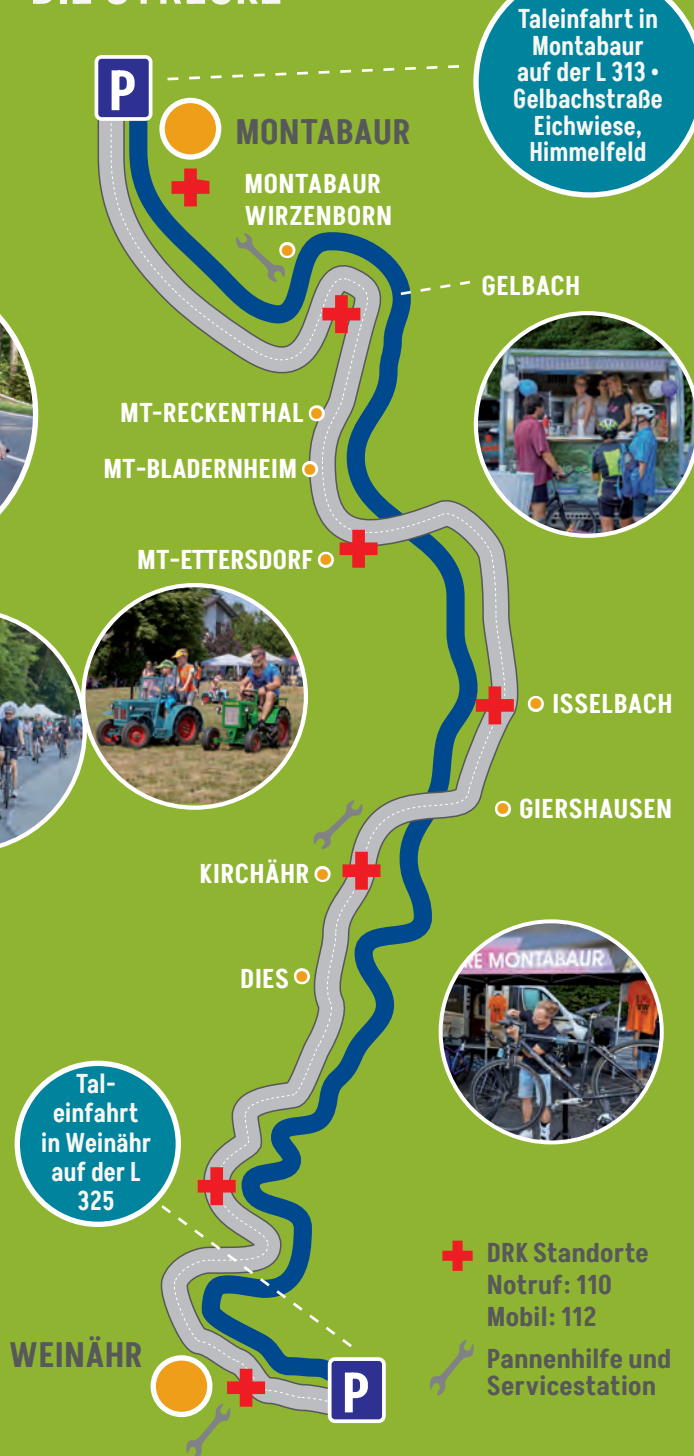 Taleinfahrt in
Montabaur
auf der L 313 •
Gelbachstraße
Eichwiese,
Himmelfeld
P
MONTABAUR
MONTABAUR
WIRZENBORN
GELBACH
MT-RECKENTHAL
MT-BLADERNHEIM
MT-ETTERSDORF
ISSELBACH
GIERSHAUSEN
KIRCHÄHR
DIES
RE MONTABAUR
Tal-
einfahrt
in Weinähr
auf der L
325
DRK Standorte
Notruf: 110
Mobil: 112
WEINÄHR
P
Pannenhilfe und
Servicestation